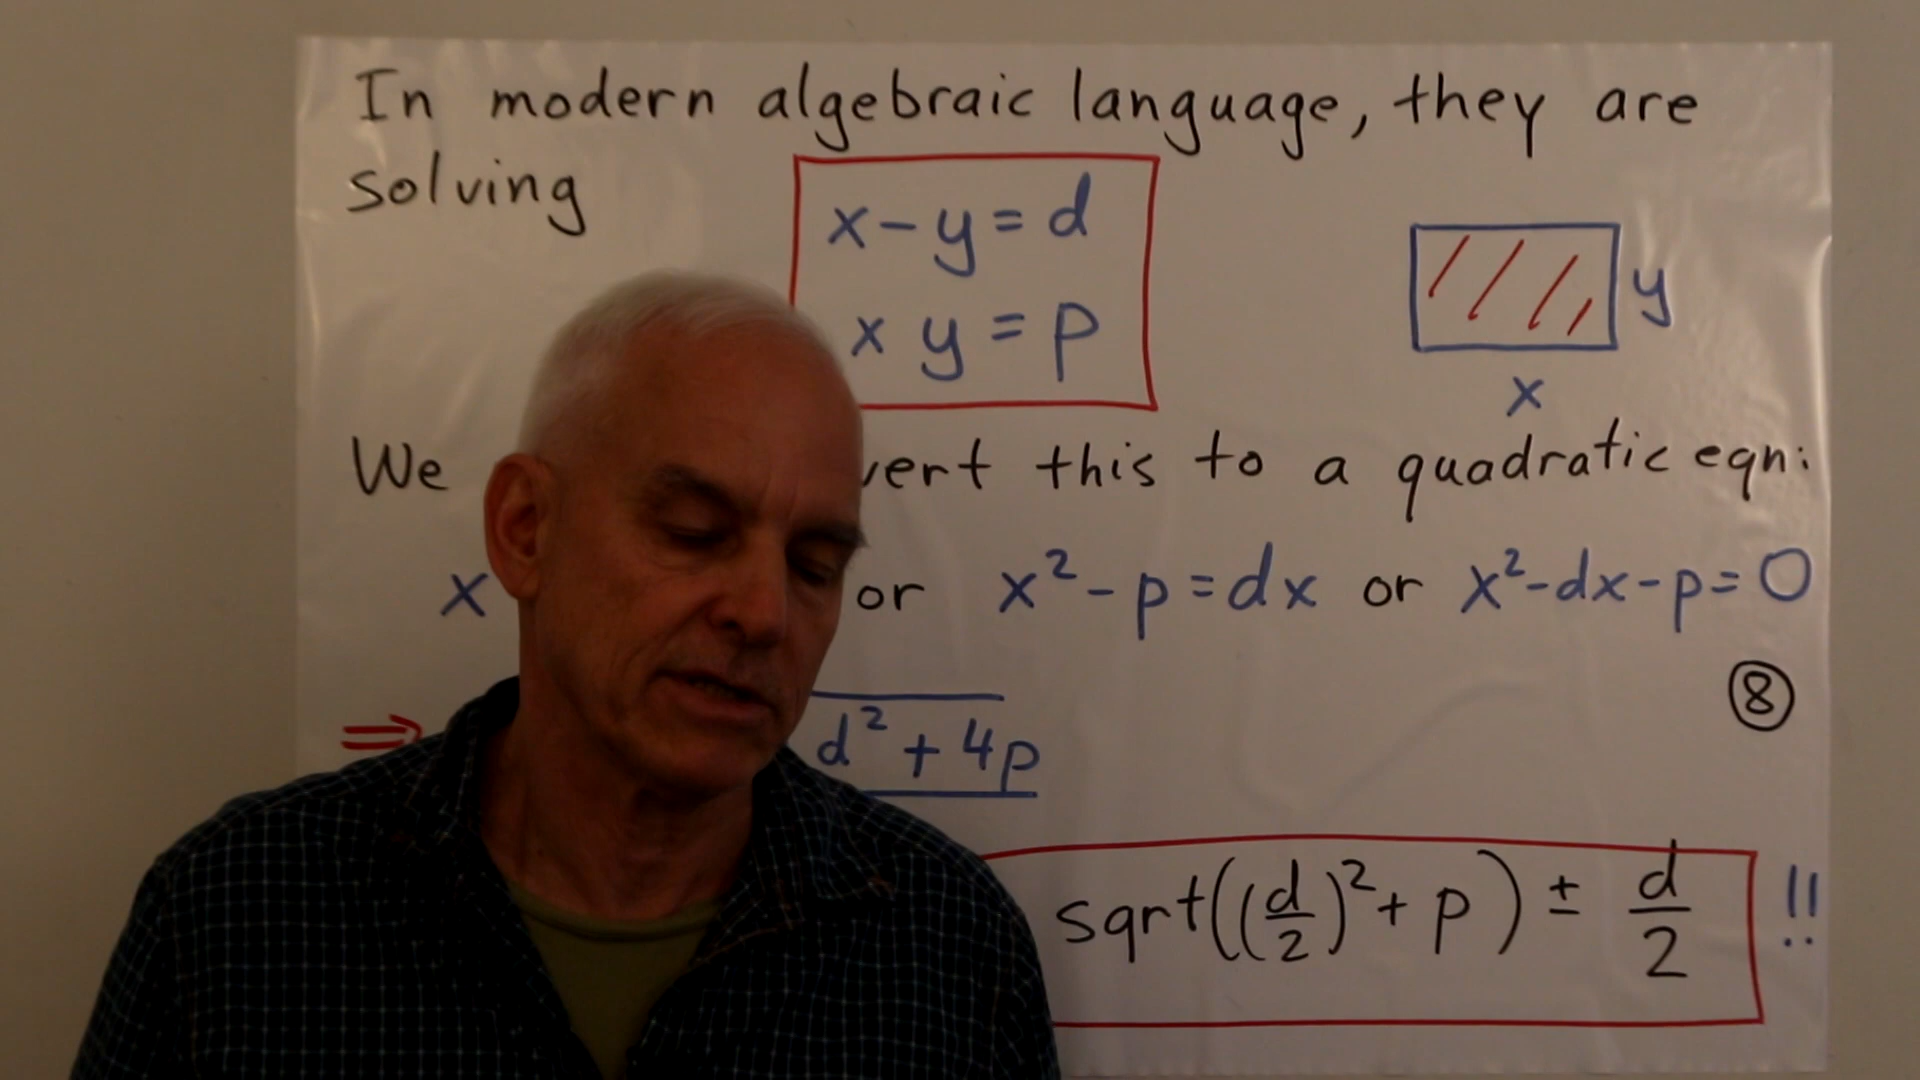 In modern algebraic language, they are
solving
x - y = d
x y = p
y
x
We vert this to a quadratic eqn:
x or x² - p = dx or x² - dx - p = 0
⑧
⇒ d² + 4p
sqrt((d/2)² + p) ± d/2 !!